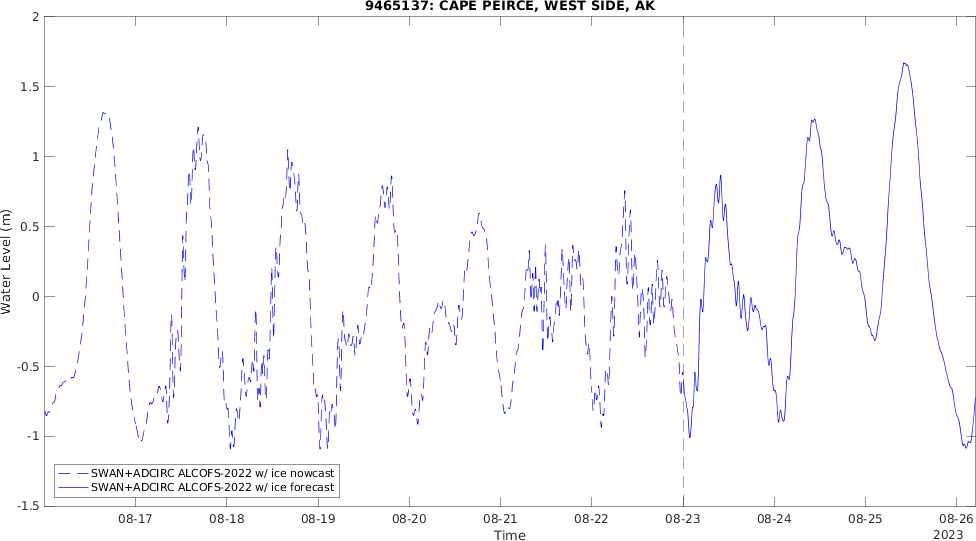 9465137: CAPE PEIRCE, WEST SIDE, AK
2
1.5
1
0.5
0
-0.5
-1
-1.5
Water Level (m)
SWAN+ADCIRC ALCOFS-2022 w/ ice nowcast
SWAN+ADCIRC ALCOFS-2022 w/ ice forecast
08-17 08-18 08-19 08-20 08-21 08-22 08-23 08-24 08-25 08-26
Time
2023